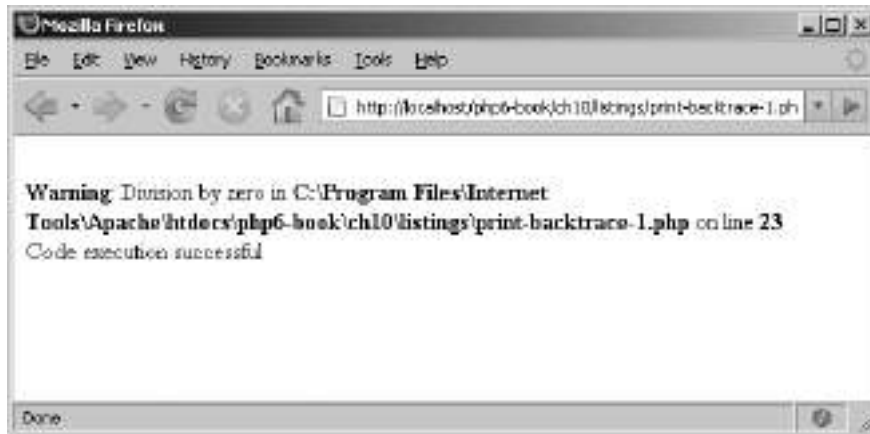 Mozilla Firefox
File Edit View History Bookmarks Tools Help
http://localhost/php6-book/ch10/listings/print-backtrace-1.ph
Warning: Division by zero in C:\Program Files\Internet
Tools\Apache\htdocs\php6-book\ch10\listings\print-backtrace-1.php on line 23
Code execution successful
Done